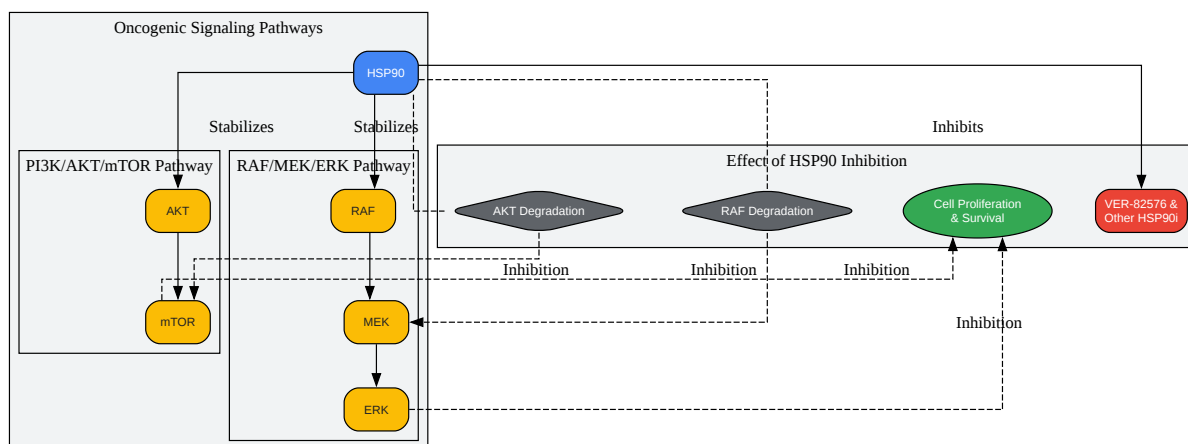 Oncogenic Signaling Pathways
HSP90
Stabilizes
Stabilizes
Inhibits
PI3K/AKT/mTOR Pathway
RAF/MEK/ERK Pathway
Effect of HSP90 Inhibition
AKT
RAF
AKT Degradation
RAF Degradation
Cell Proliferation
& Survival
VER-82576 &
Other HSP90i
Inhibition
Inhibition
Inhibition
mTOR
MEK
Inhibition
ERK